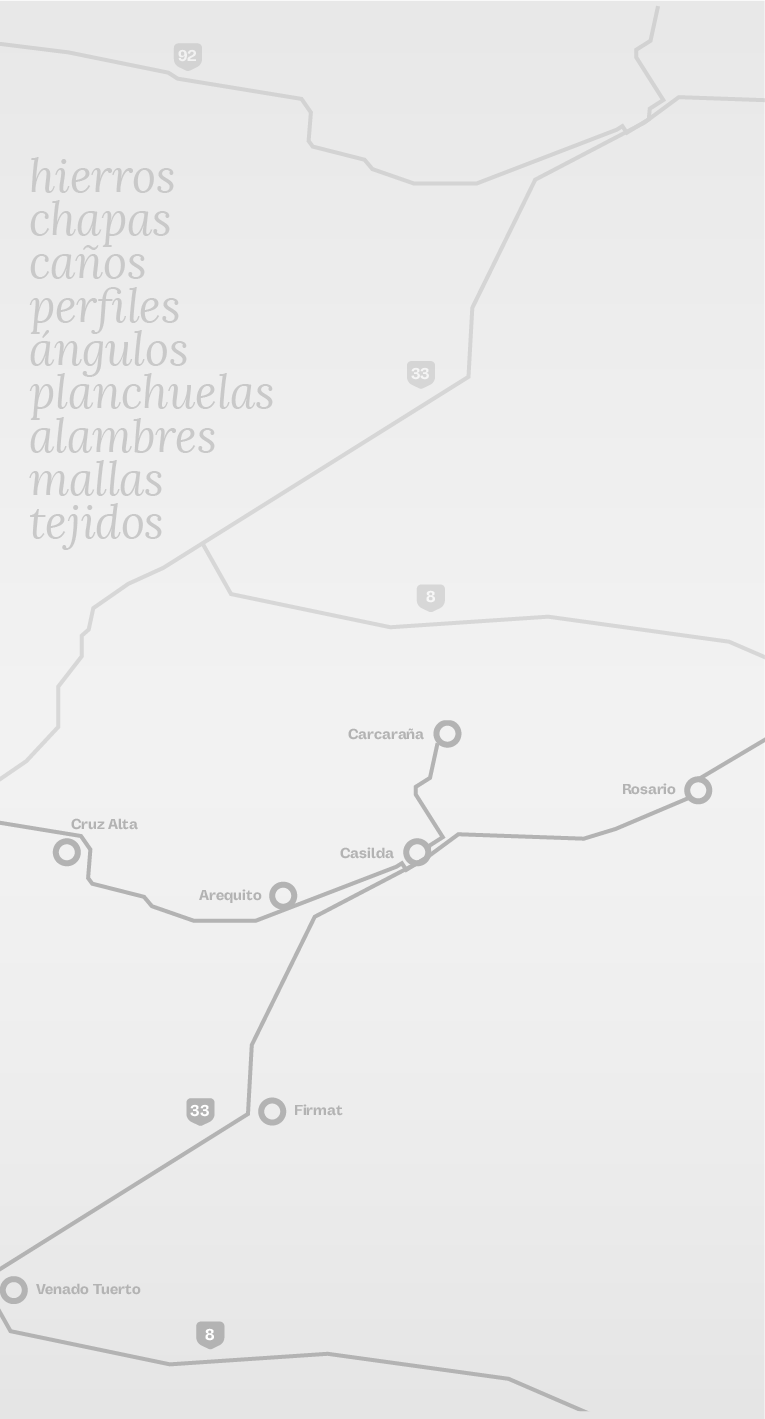 92
hierros
chapas
caños
perfiles
ángulos
planchuelas
alambres
mallas
tejidos
33
8
Carcaraña
Rosario
Cruz Alta
Casilda
Arequito
33
Firmat
Venado Tuerto
8